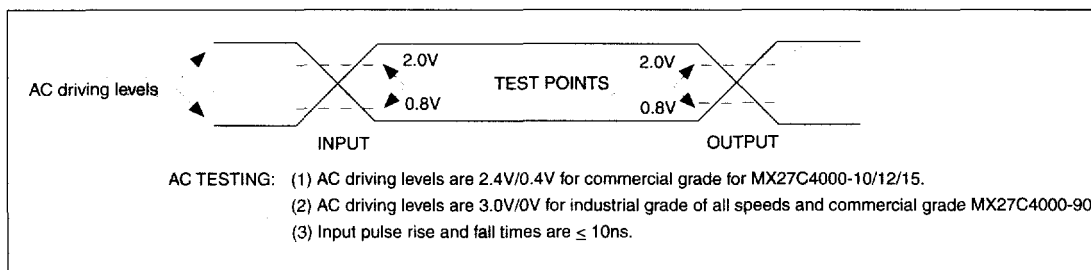 2.0V
2.0V
AC driving levels
TEST POINTS
0.8V
0.8V
INPUT
OUTPUT
AC TESTING: (1) AC driving levels are 2.4V/0.4V for commercial grade for MX27C4000-10/12/15.
(2) AC driving levels are 3.0V/0V for industrial grade of all speeds and commercial grade MX27C4000-90
(3) Input pulse rise and fall times are ≤ 10ns.